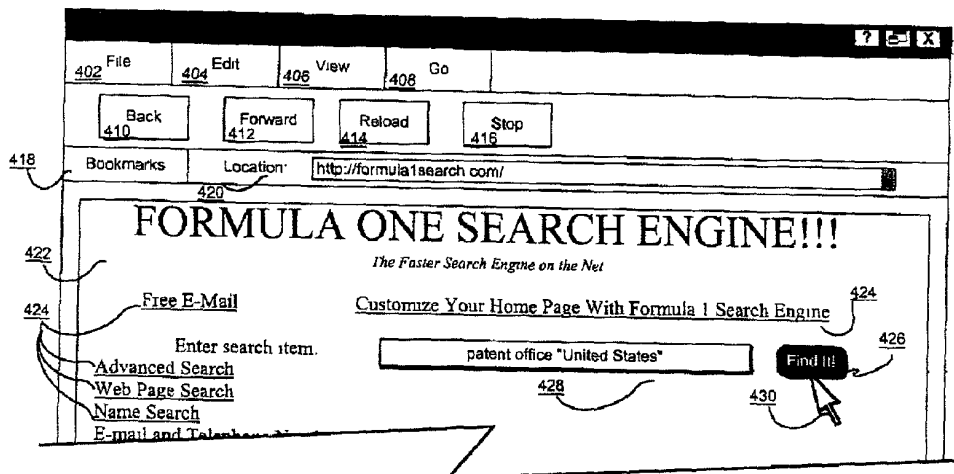 ? X
402 File 404 Edit 406 View 408 Go
Back 410 Forward 412 Reload 414 Stop 416
418 Bookmarks Location: http://formula1search com/
420
FORMULA ONE SEARCH ENGINE!!!
422 The Faster Search Engine on the Net
Free E-Mail Customize Your Home Page With Formula 1 Search Engine 424
424
Enter search item. patent office "United States" Find It! 426
Advanced Search
Web Page Search 428 430
Name Search
E-mail and Telephone